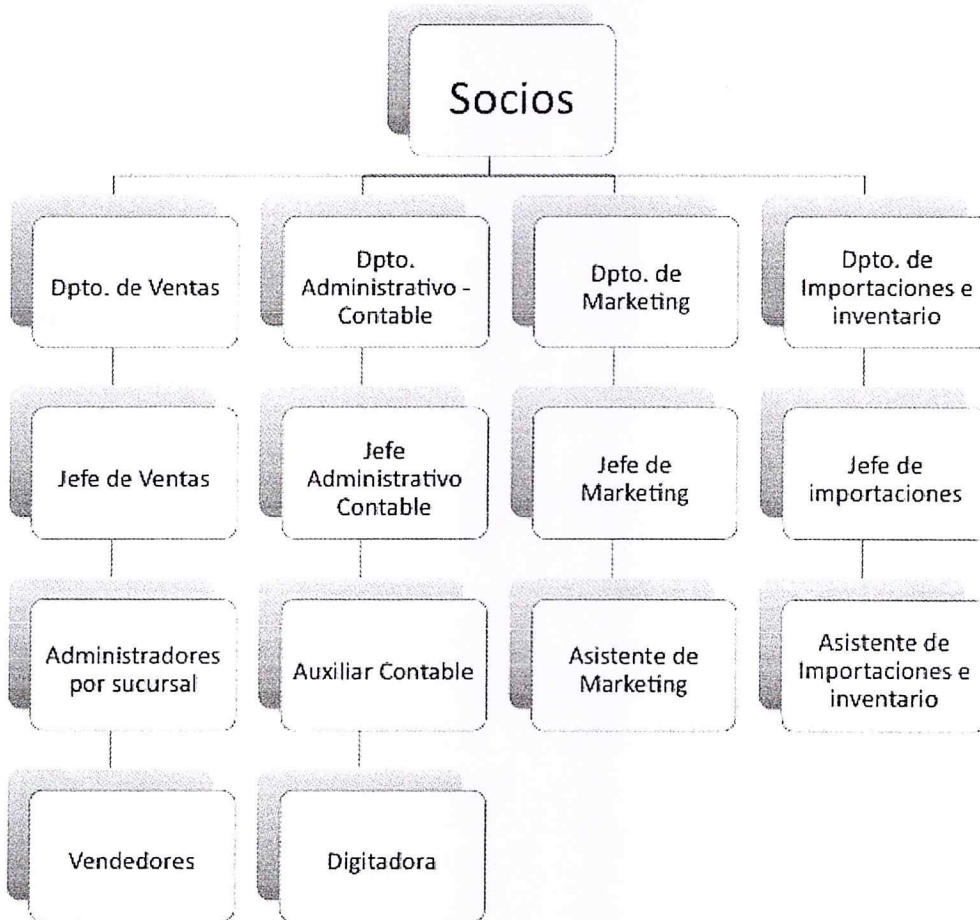 Socios
Dpto. de Ventas
Dpto.
Administrativo -
Contable
Dpto. de
Marketing
Dpto. de
Importaciones e
inventario
Jefe de Ventas
Jefe
Administrativo
Contable
Jefe de
Marketing
Jefe de
importaciones
Administradores
por sucursal
Auxiliar Contable
Asistente de
Marketing
Asistente de
Importaciones e
inventario
Vendedores
Digitadora